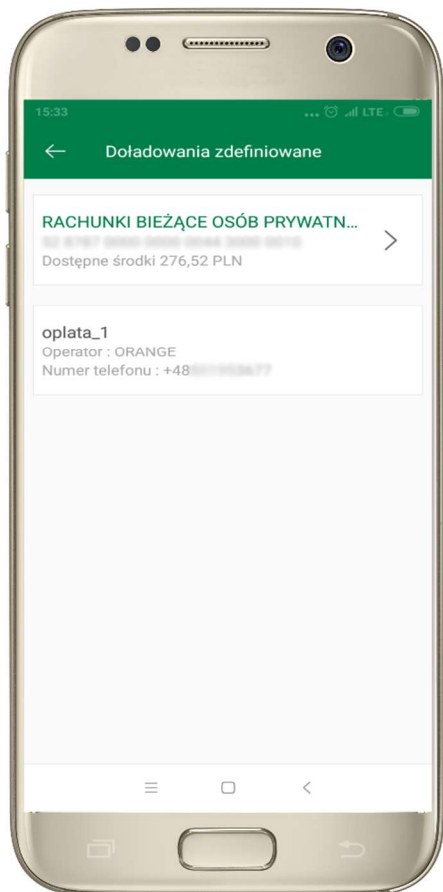 15:33
... LTE
Doładowania zdefiniowane
RACHUNKI BIEŻĄCE OSÓB PRYWATN...
Dostępne środki 276,52 PLN
oplata_1
Operator : ORANGE
Numer telefonu : +48